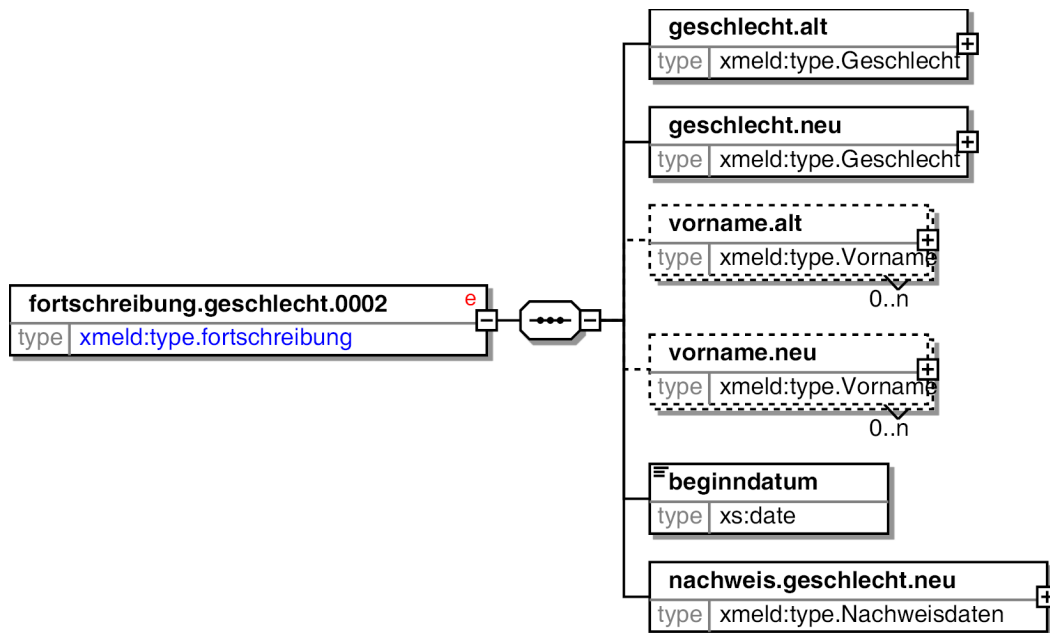 geschlecht.alt
type xmeld:type.Geschlecht
geschlecht.neu
type xmeld:type.Geschlecht
vorname.alt
type xmeld:type.Vorname
0..n
fortschreibung.geschlecht.0002 e
type xmeld:type.fortschreibung
vorname.neu
type xmeld:type.Vorname
0..n
beginndatum
type xs:date
nachweis.geschlecht.neu
type xmeld:type.Nachweisdaten